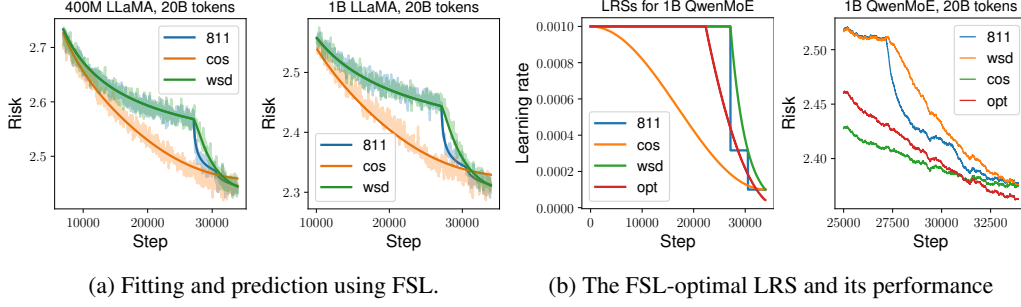 400M LLaMA, 20B tokens
Risk
2.7
2.6
2.5
811
cos
wsd
10000
20000
30000
Step
1B LLaMA, 20B tokens
Risk
2.5
2.4
2.3
811
cos
wsd
10000
20000
30000
Step
(a) Fitting and prediction using FSL.
LRSs for 1B QwenMoE
Learning rate
0.0010
0.0008
0.0006
0.0004
0.0002
0.0000
811
cos
wsd
opt
0
10000
20000
30000
Step
1B QwenMoE, 20B tokens
Risk
2.50
2.45
2.40
811
wsd
cos
opt
25000
27500
30000
32500
Step
(b) The FSL-optimal LRS and its performance